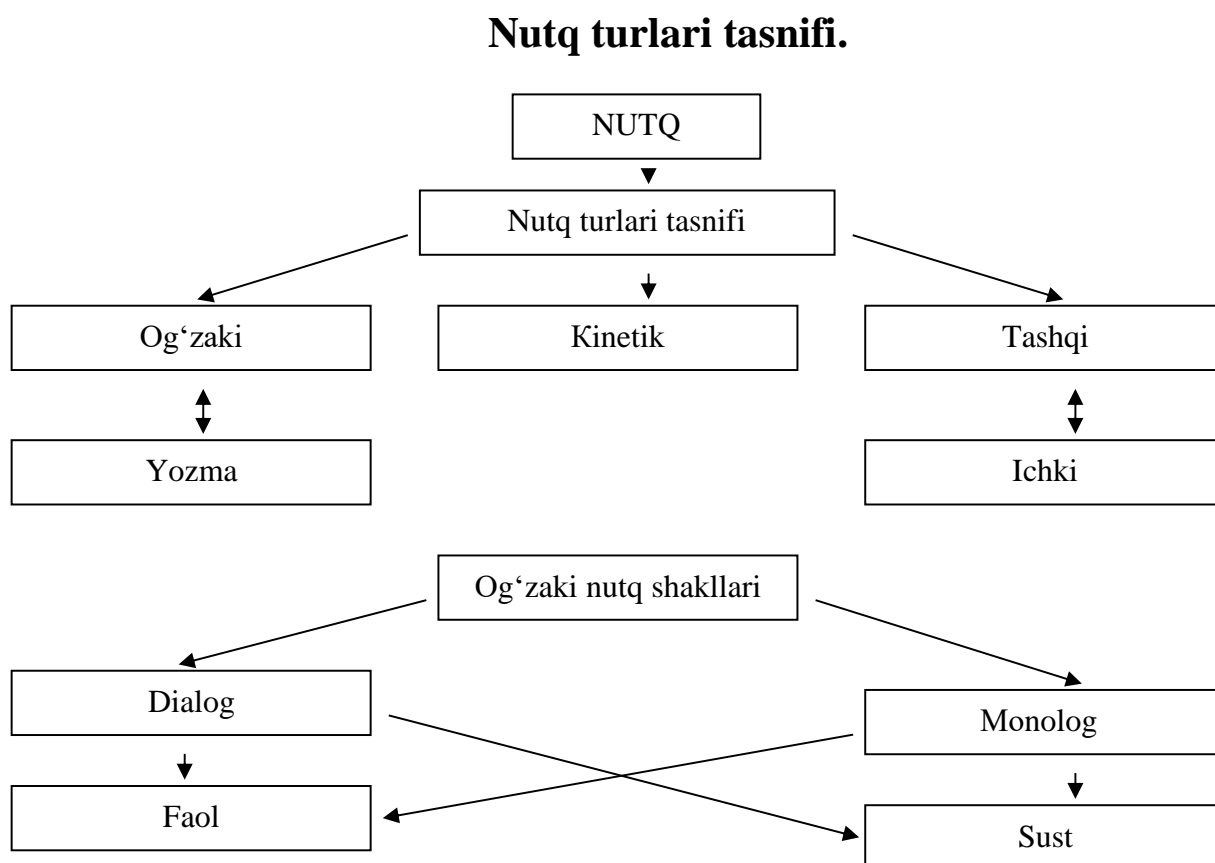 Nutq turlari tasnifi.
NUTQ
Nutq turlari tasnifi
Og‘zaki
Kinetik
Tashqi
Yozma
Ichki
Og‘zaki nutq shakllari
Dialog
Monolog
Faol
Sust